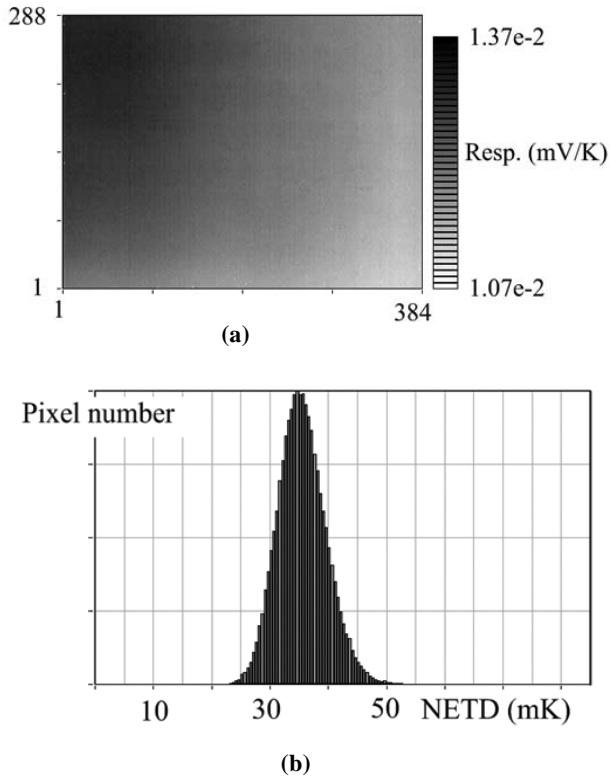 288
1.37e-2
Resp. (mV/K)
1
1.07e-2
1
384
(a)
Pixel number
10
30
50
NETD (mK)
(b)